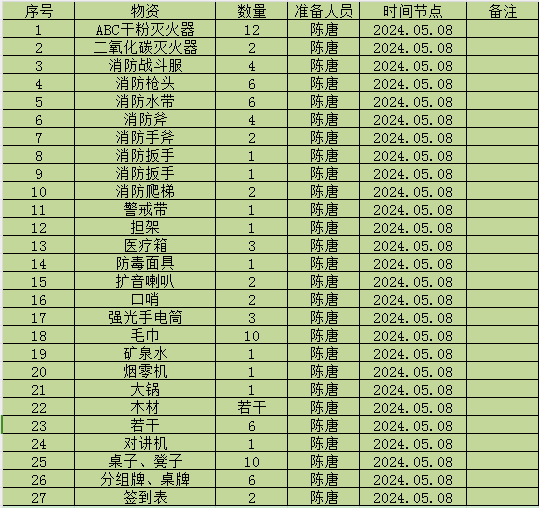 序号 物资 数量 准备人员 时间节点 备注
1 ABC干粉灭火器 12 陈唐 2024.05.08
2 二氧化碳灭火器 2 陈唐 2024.05.08
3 消防战斗服 4 陈唐 2024.05.08
4 消防枪头 6 陈唐 2024.05.08
5 消防水带 6 陈唐 2024.05.08
6 消防斧 4 陈唐 2024.05.08
7 消防手斧 2 陈唐 2024.05.08
8 消防扳手 1 陈唐 2024.05.08
9 消防扳手 1 陈唐 2024.05.08
10 消防爬梯 2 陈唐 2024.05.08
11 警戒带 1 陈唐 2024.05.08
12 担架 1 陈唐 2024.05.08
13 医疗箱 3 陈唐 2024.05.08
14 防毒面具 1 陈唐 2024.05.08
15 扩音喇叭 2 陈唐 2024.05.08
16 口哨 2 陈唐 2024.05.08
17 强光手电筒 3 陈唐 2024.05.08
18 毛巾 10 陈唐 2024.05.08
19 矿泉水 1 陈唐 2024.05.08
20 烟雾机 1 陈唐 2024.05.08
21 大锅 1 陈唐 2024.05.08
22 木材 若干 陈唐 2024.05.08
23 若干 6 陈唐 2024.05.08
24 对讲机 1 陈唐 2024.05.08
25 桌子、凳子 10 陈唐 2024.05.08
26 分组牌、桌牌 6 陈唐 2024.05.08
27 签到表 2 陈唐 2024.05.08